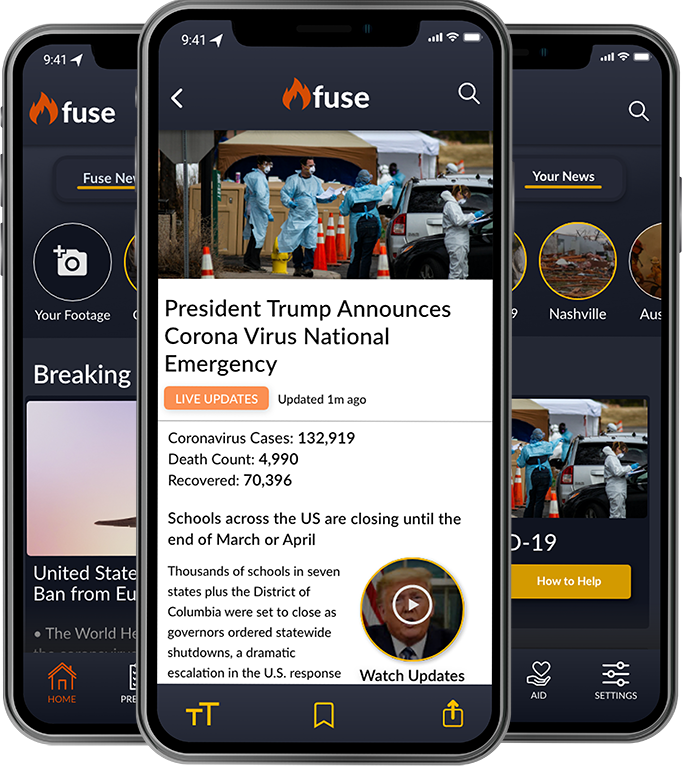 9:41
fuse
Fuse Nev
Your Footage
Breaking
United State
Ban from Eu
• The World He
HOME
9:41
fuse
President Trump Announces
Corona Virus National
Emergency
LIVE UPDATES Updated 1m ago
Coronavirus Cases: 132,919
Death Count: 4,990
Recovered: 70,396
Schools across the US are closing until the
end of March or April
Thousands of schools in seven
states plus the District of
Columbia were set to close as
governors ordered statewide
shutdowns, a dramatic
escalation in the U.S. response
Watch Updates
TT
Your News
9 Nashville Aus
D-19
How to Help
AID SETTINGS